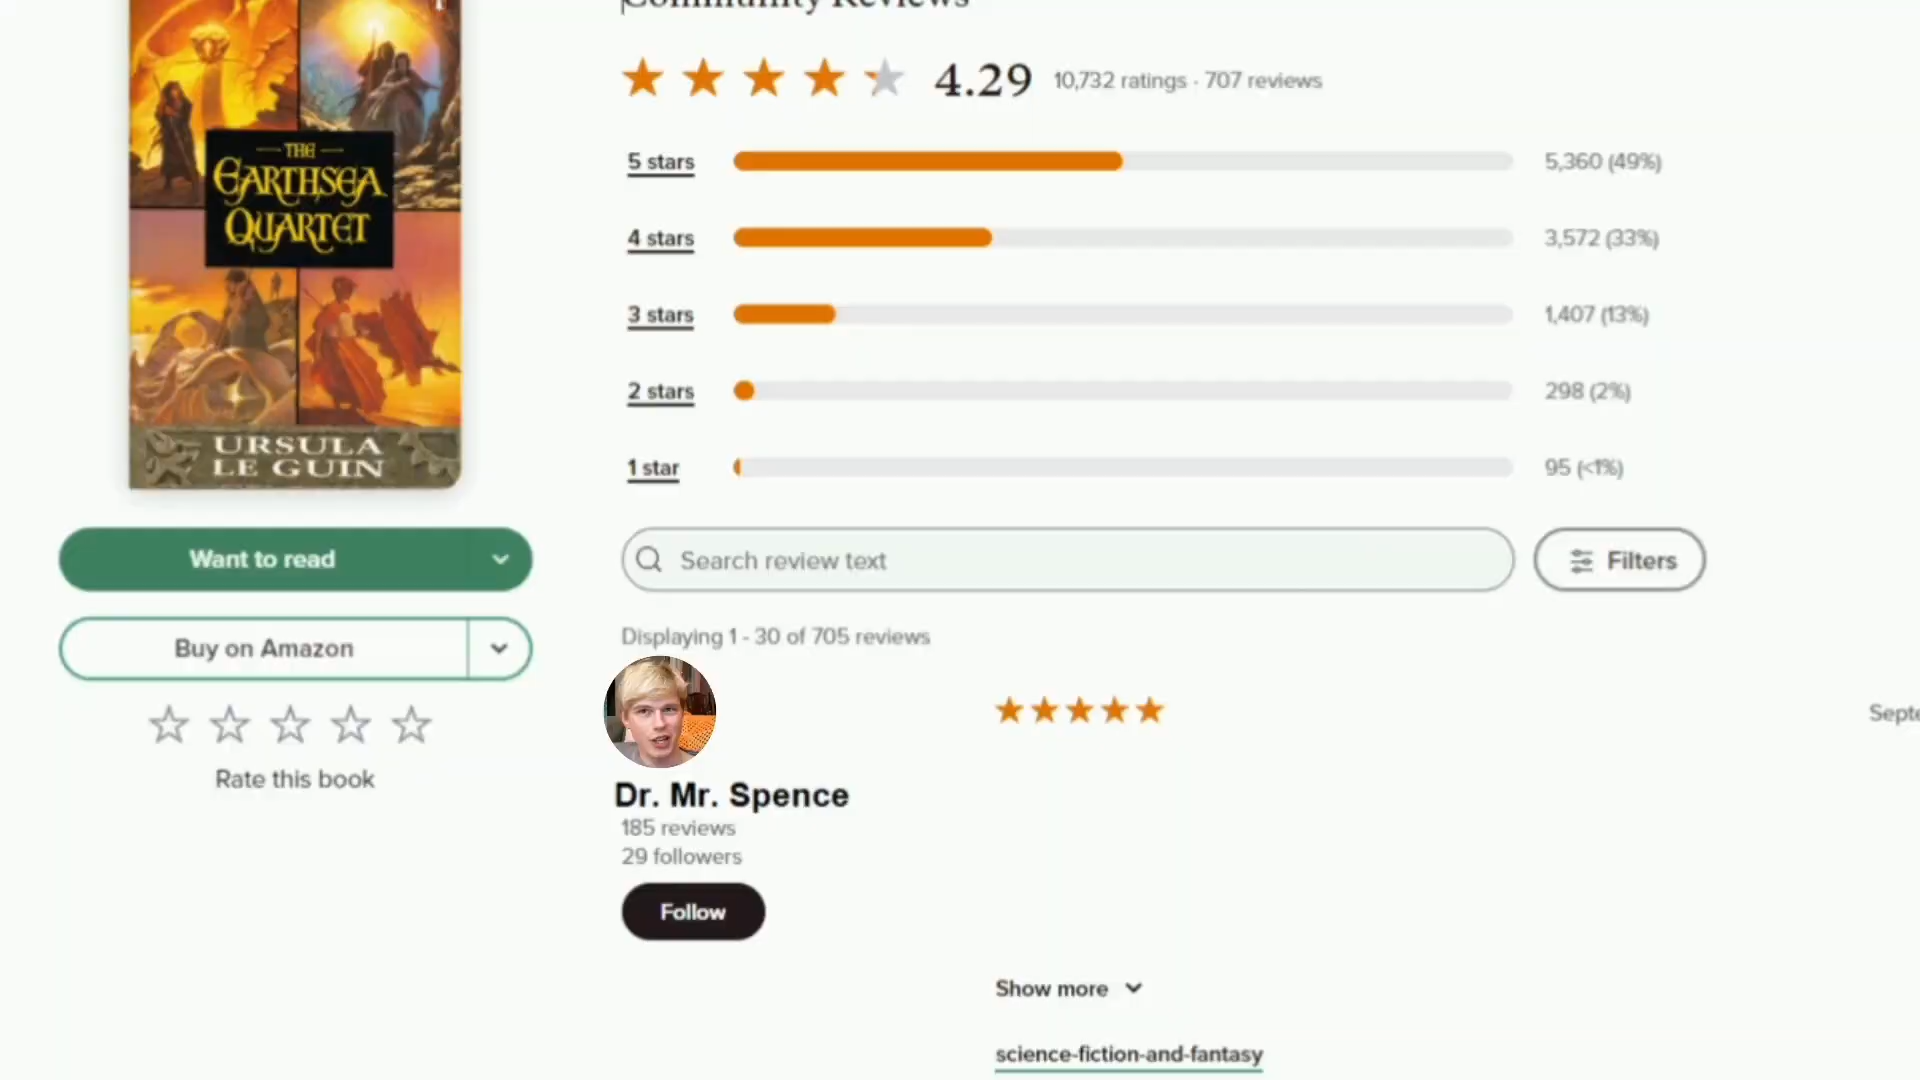 Community Reviews
THE
EARTHSEA
QUARTET
URSULA
LE GUIN
Want to read
Buy on Amazon
Rate this book
4.29 10,732 ratings · 707 reviews
5 stars 5,360 (49%)
4 stars 3,572 (33%)
3 stars 1,407 (13%)
2 stars 298 (2%)
1 star 95 (<1%)
Search review text
Filters
Displaying 1 - 30 of 705 reviews
Septe
Dr. Mr. Spence
185 reviews
29 followers
Follow
Show more
science-fiction-and-fantasy